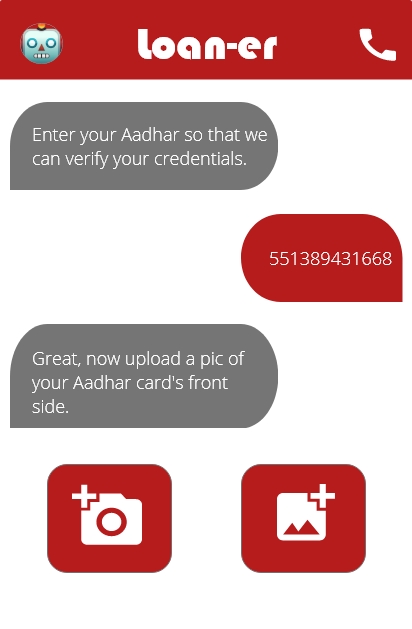 Loan-er
Enter your Aadhar so that we
can verify your credentials.
551389431668
Great, now upload a pic of
your Aadhar card's front
side.